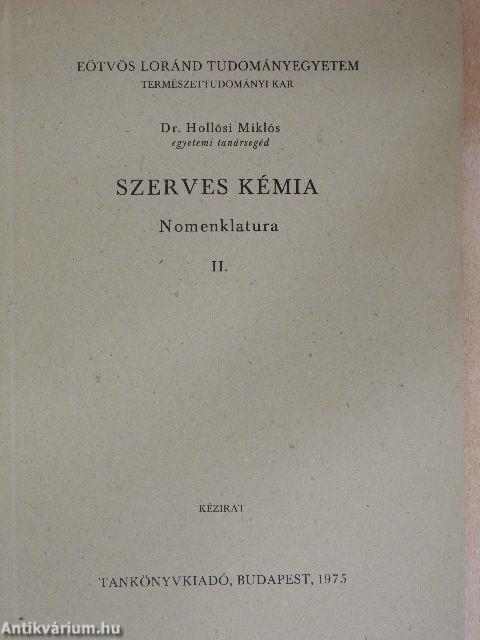 EÖTVÖS LORÁND TUDOMÁNYEGYETEM
TERMÉSZETTUDOMÁNYI KAR
Dr. Hollósi Miklós
egyetemi tanársegéd
SZERVES KÉMIA
Nomenklatura
II.
KÉZIRAT
TANKÖNYVKIADÓ, BUDAPEST, 1975
Antikvárium.hu